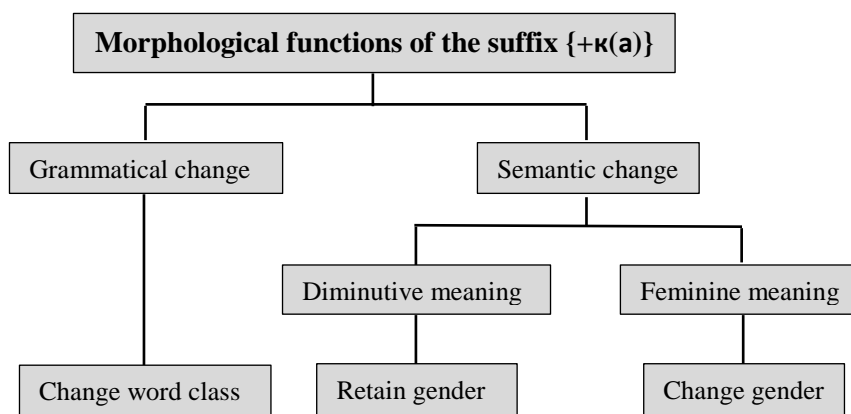 Morphological functions of the suffix {+к(а)}
Grammatical change
Semantic change
Diminutive meaning
Feminine meaning
Change word class
Retain gender
Change gender